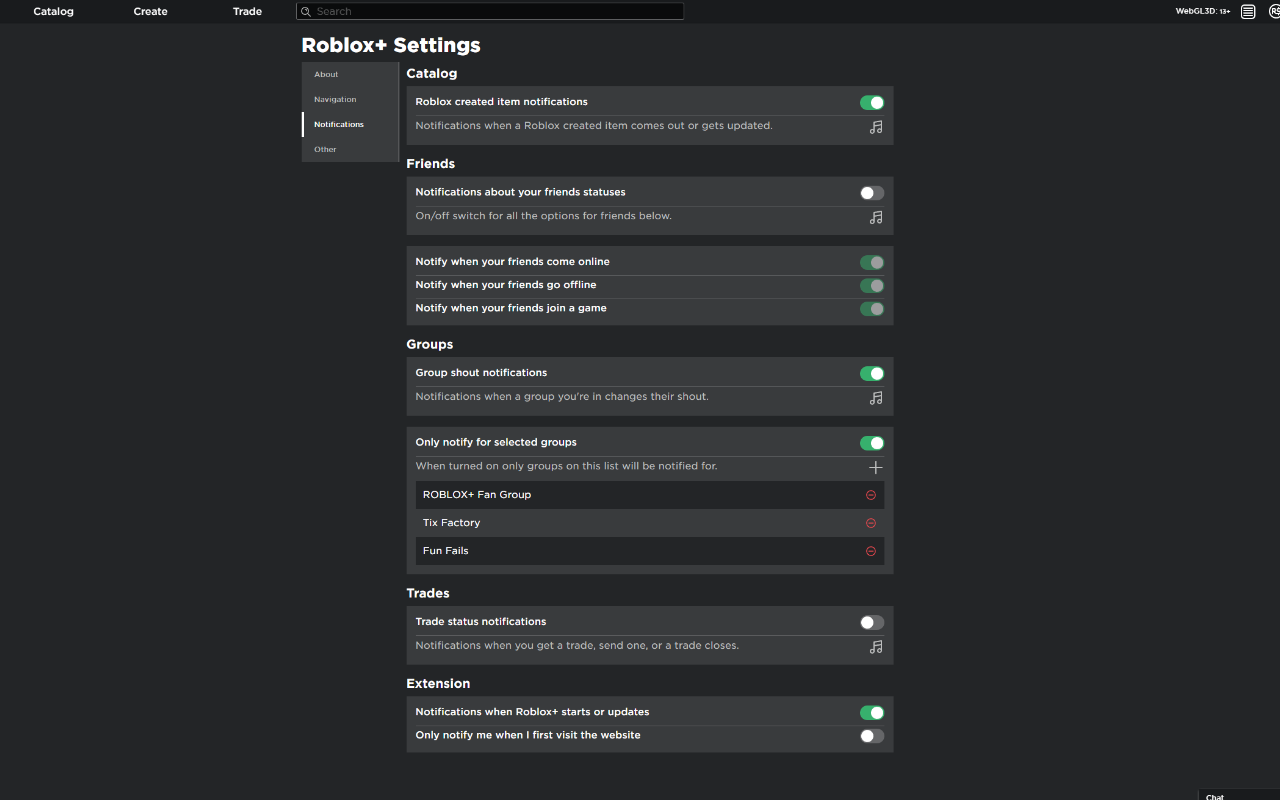 Catalog Create Trade Search WebGL3D: 13+
Roblox+ Settings
About
Navigation
Notifications
Other
Catalog
Roblox created item notifications
Notifications when a Roblox created item comes out or gets updated.
Friends
Notifications about your friends statuses
On/off switch for all the options for friends below.
Notify when your friends come online
Notify when your friends go offline
Notify when your friends join a game
Groups
Group shout notifications
Notifications when a group you're in changes their shout.
Only notify for selected groups
When turned on only groups on this list will be notified for.
ROBLOX+ Fan Group
Tix Factory
Fun Fails
Trades
Trade status notifications
Notifications when you get a trade, send one, or a trade closes.
Extension
Notifications when Roblox+ starts or updates
Only notify me when I first visit the website
Chat